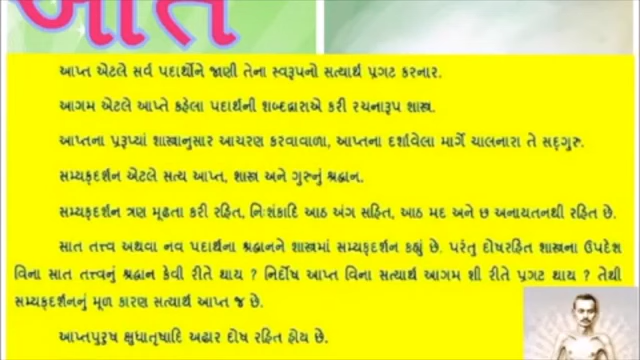 આપ્ત
આપ્ત એટલે સર્વ પદાર્થોને જાણી તેના સ્વરૂપનો સત્યાર્થ પ્રગટ કરનાર.
આગમ એટલે આપ્તે કહેલા પદાર્થની શબ્દદ્વારાએ કરી રચનારૂપ શાસ્ત્ર.
આપ્તના પ્રરૂપ્યાં શાસ્ત્રાનુસાર આચરણ કરવાવાળા, આપ્તના દર્શાવેલા માર્ગે ચાલનારા તે સદ્‌ગુરુ.
સમ્યક્‌દર્શન એટલે સત્ય આપ્ત, શાસ્ત્ર અને ગુરુનું શ્રદ્ધાન.
સમ્યક્‌દર્શન ત્રણ મૂઢતા કરી રહિત, નિઃશંકાદિ આઠ અંગ સહિત, આઠ મદ અને છ અનાયતનથી રહિત છે.
સાત તત્ત્વ અથવા નવ પદાર્થના શ્રદ્ધાનને શાસ્ત્રમાં સમ્યક્‌દર્શન કહ્યું છે. પરંતુ દોષરહિત શાસ્ત્રના ઉપદેશ
વિના સાત તત્ત્વનું શ્રદ્ધાન કેવી રીતે થાય ? નિર્દોષ આપ્ત વિના સત્યાર્થ આગમ શી રીતે પ્રગટ થાય ? તેથી
સમ્યક્‌દર્શનનું મૂળ કારણ સત્યાર્થ આપ્ત જ છે.
આપ્તપુરુષ ક્ષુધાતૃષાદિ અઢાર દોષ રહિત હોય છે.